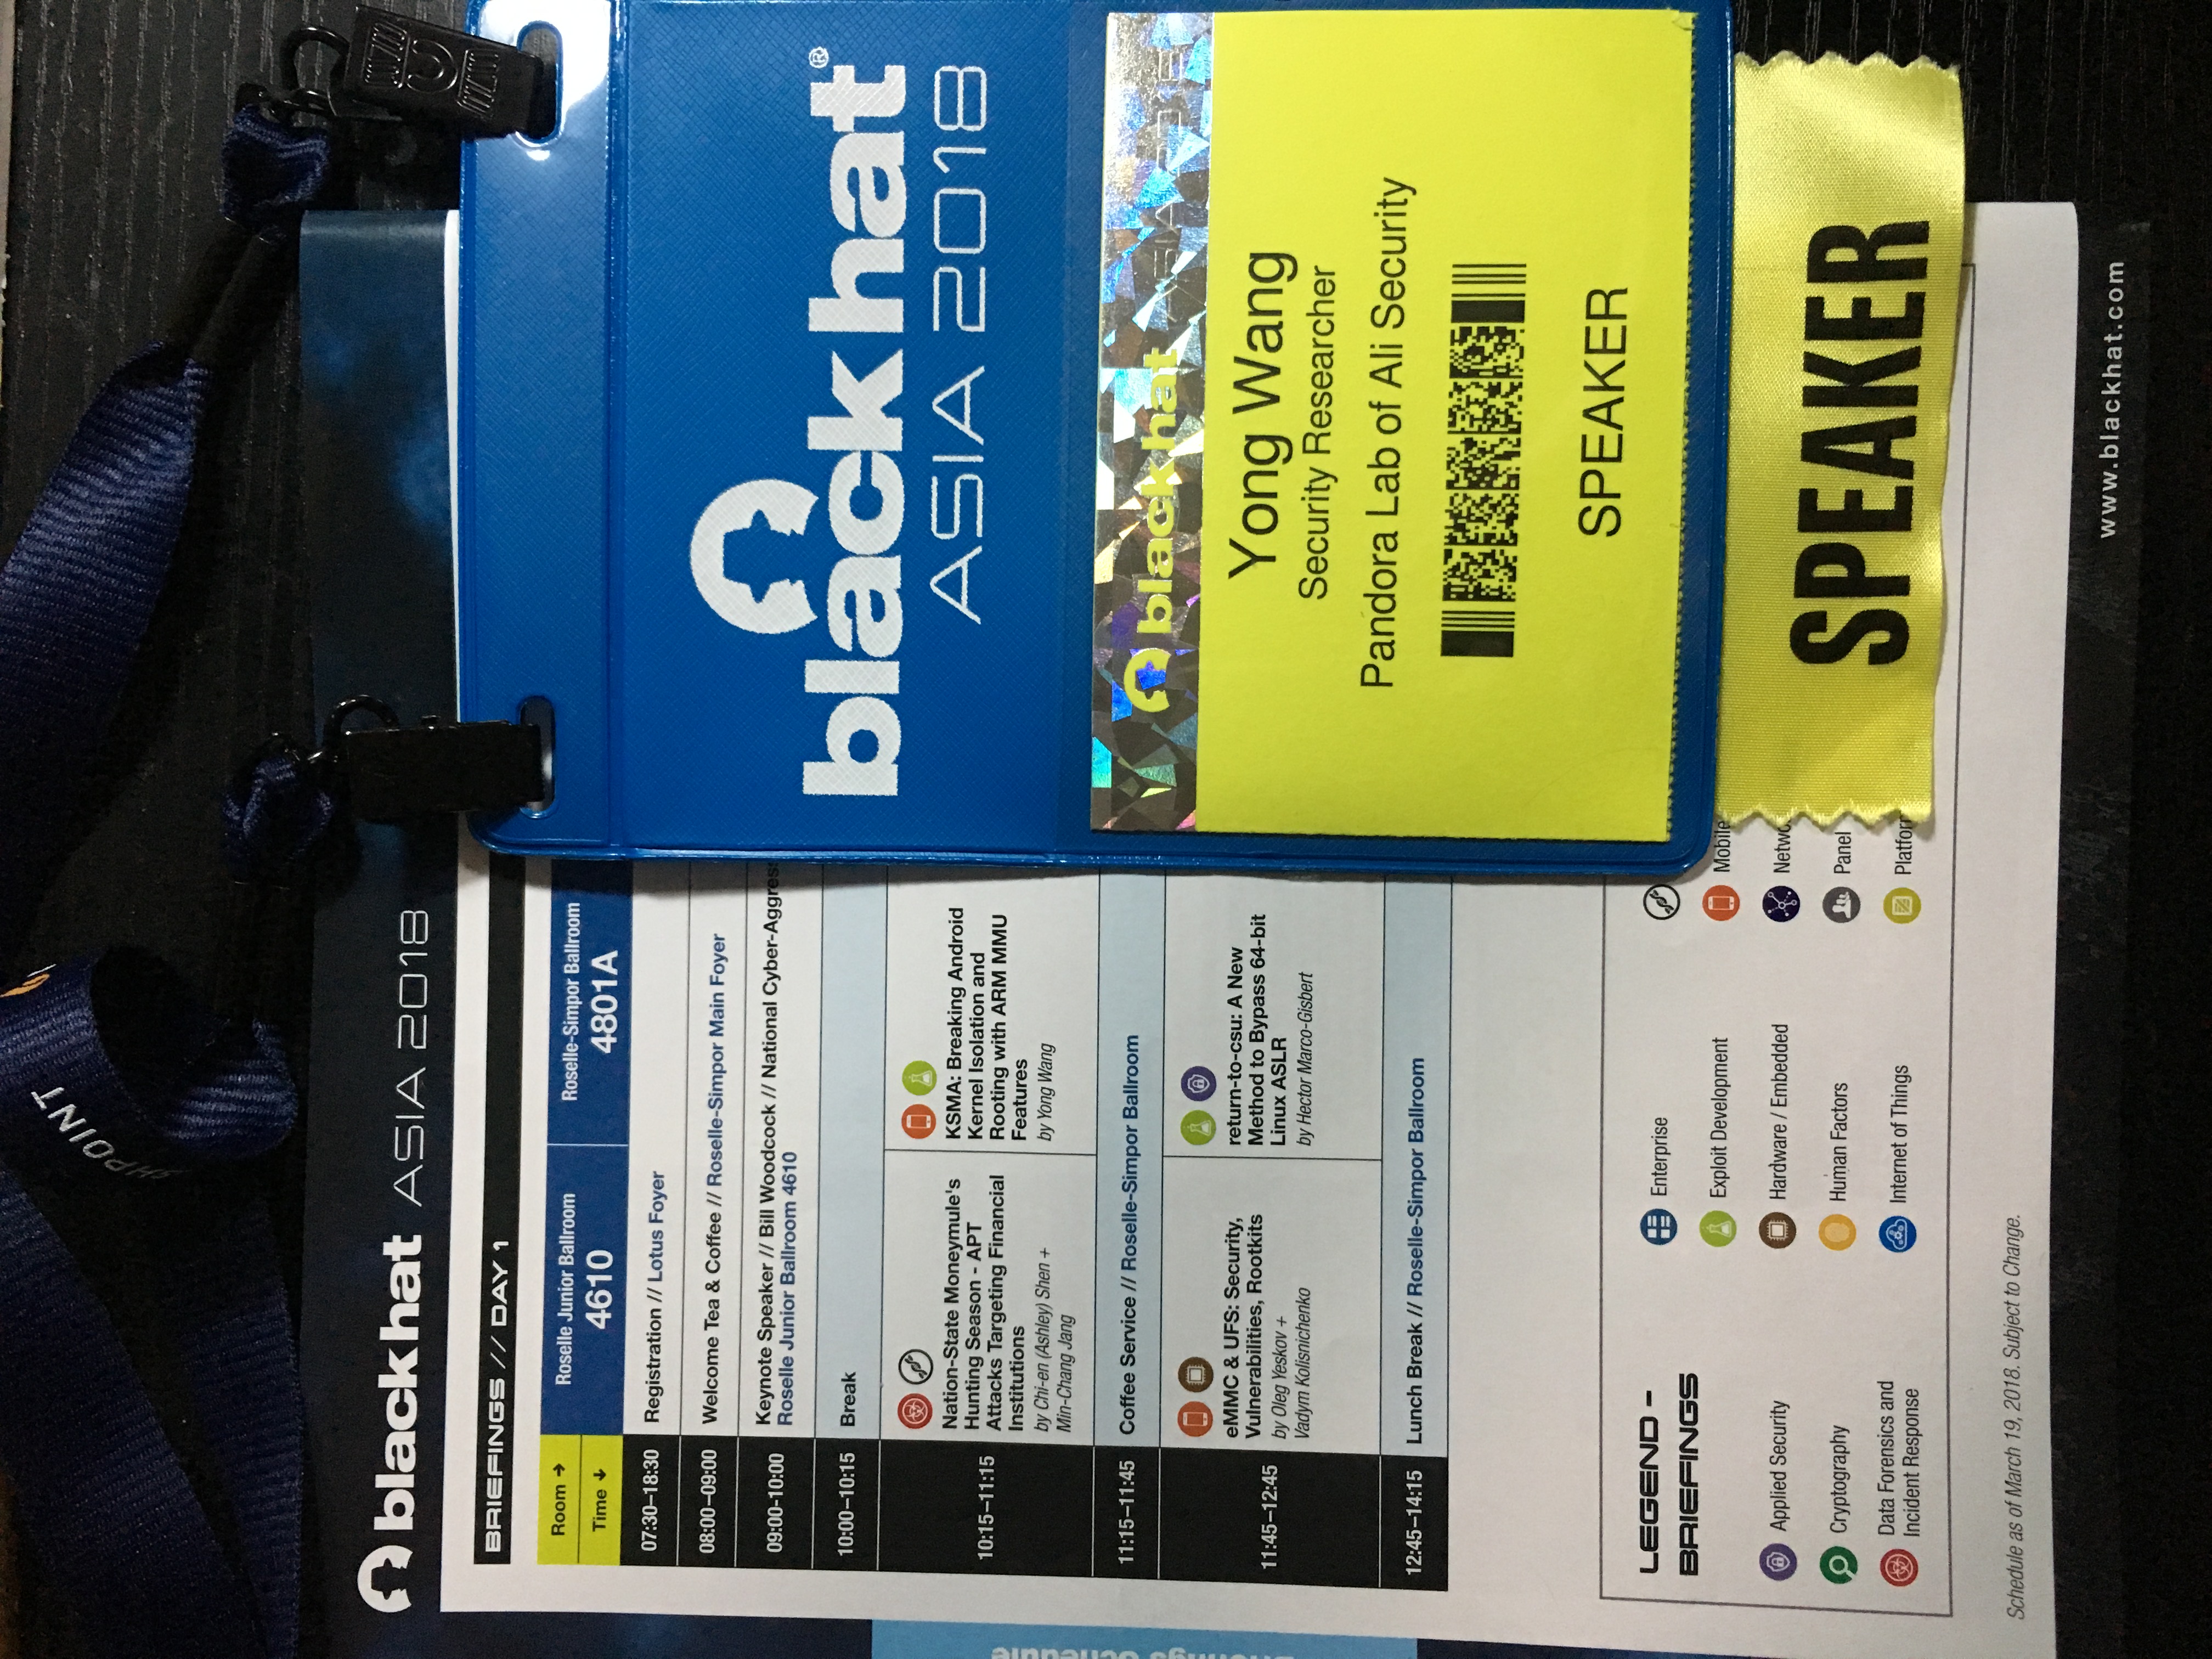 black hat ASIA 2018
BRIEFINGS // DAY 1
Room → Roselle Junior Ballroom 4610 Roselle-Simpor Ballroom 4801A
Time ↓
07:30–18:30 Registration // Lotus Foyer
08:00–09:00 Welcome Tea & Coffee // Roselle-Simpor Main Foyer
09:00-10:00 Keynote Speaker // Bill Woodcock // National
Roselle Junior Ballroom 4610
10:00–10:15 Break
10:15–11:15
Nation-State Moneymule's
Hunting Season - APT
Attacks Targeting Financial
Institutions
by Chi-en (Ashley) Shen +
Min-Chang Jang
KSMA: Breaking Android
Kernel Isolation and
Rooting with ARM MMU
Features
by Yong Wang
11:15–11:45 Coffee Service // Roselle-Simpor Ballroom
11:45–12:45
eMMC & UFS: Security,
Vulnerabilities, Rootkits
by Oleg Yeskov +
Vadym Kolisnichenko
return-to-csu: A New
Method to Bypass 64-bit
Linux ASLR
by Hector Marco-Gisbert
12:45–14:15 Lunch Break // Roselle-Simpor Ballroom
LEGEND -
BRIEFINGS
Applied Security
Cryptography
Data Forensics and
Incident Response
Enterprise
Exploit Development
Hardware / Embedded
Human Factors
Internet of Things
Mobile
Panel
Schedule as of March 19, 2018. Subject to Change.
www.blackhat.com
black hat®
ASIA 2018
black hat ASIA 2018
Yong Wang
Security Researcher
Pandora Lab of Ali Security
SPEAKER
SPEAKER